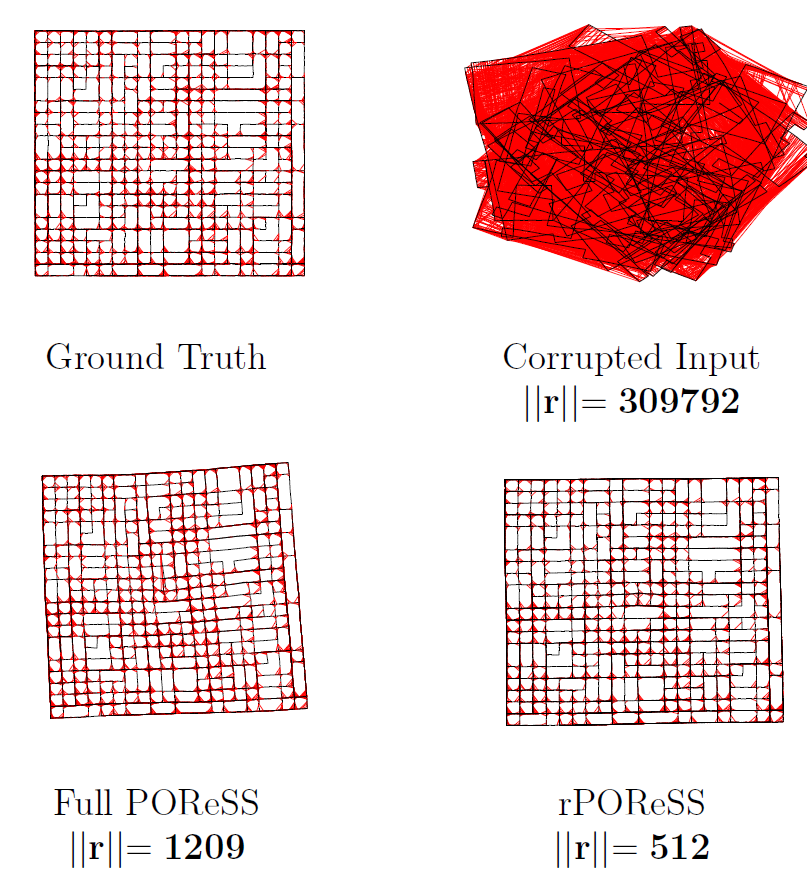 Ground Truth
Corrupted Input
||r||= 309792
Full POReSS
||r||= 1209
rPOReSS
||r||= 512